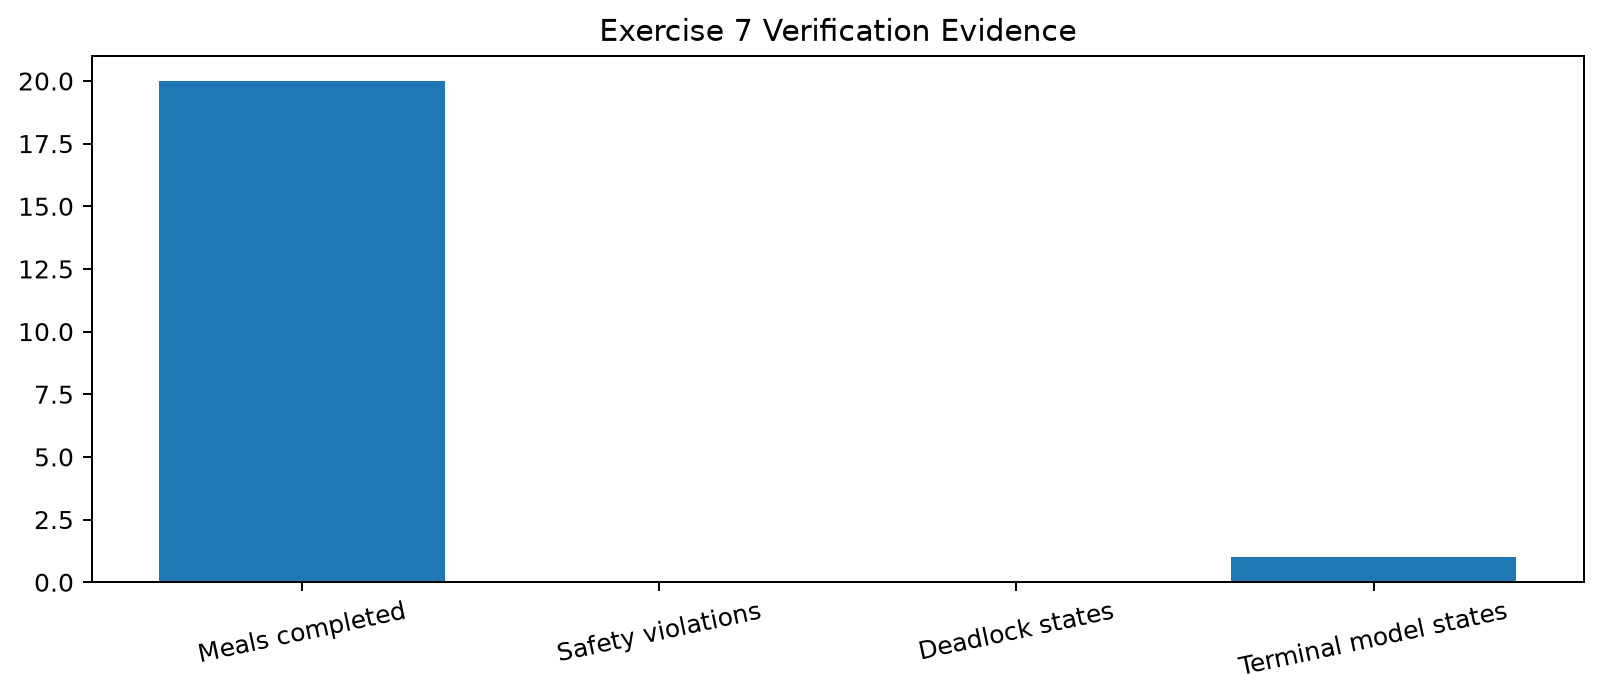 Exercise 7 Verification Evidence
20.0
17.5
15.0
12.5
10.0
7.5
5.0
2.5
0.0
Meals completed
Safety violations
Deadlock states
Terminal model states